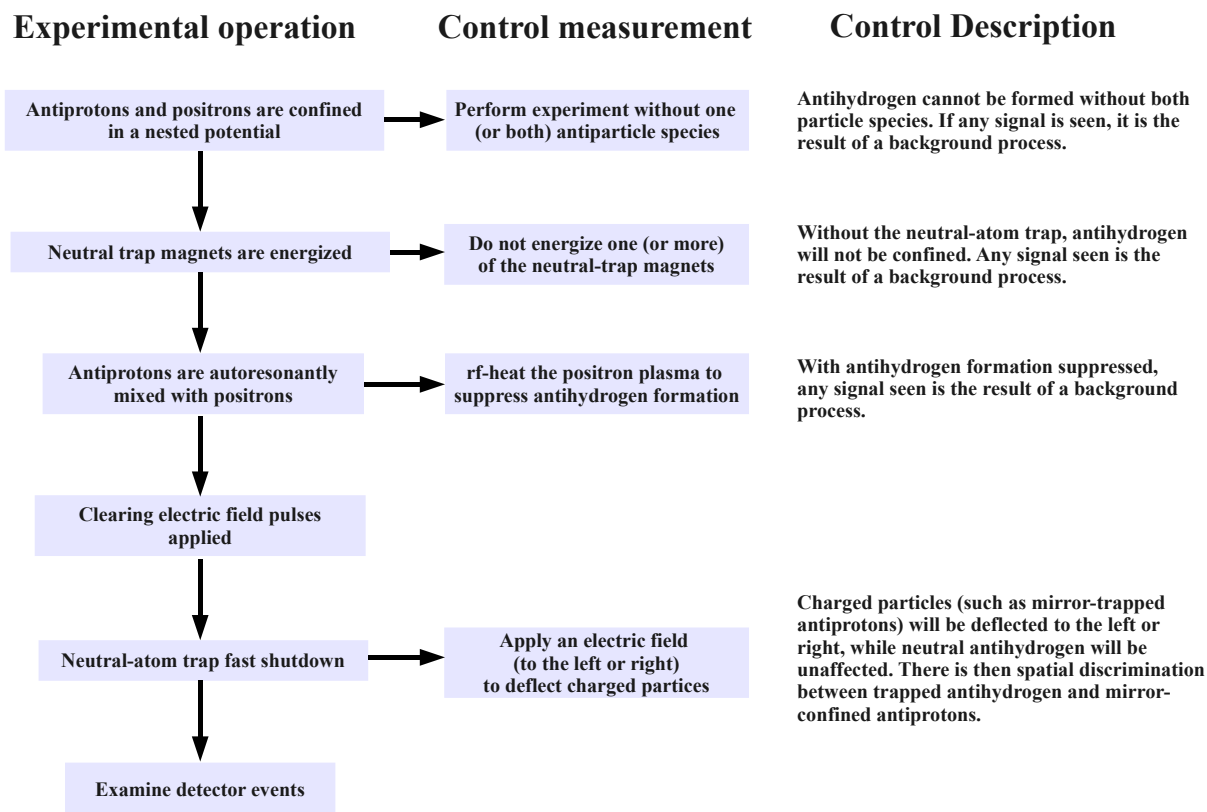 Experimental operation
Control measurement
Control Description
Antiprotons and positrons are confined
in a nested potential
Perform experiment without one
(or both) antiparticle species
Antihydrogen cannot be formed without both
particle species. If any signal is seen, it is the
result of a background process.
Neutral trap magnets are energized
Do not energize one (or more)
of the neutral-trap magnets
Without the neutral-atom trap, antihydrogen
will not be confined. Any signal seen is the
result of a background process.
Antiprotons are autoresonantly
mixed with positrons
rf-heat the positron plasma to
suppress antihydrogen formation
With antihydrogen formation suppressed,
any signal seen is the result of a background
process.
Clearing electric field pulses
applied
Neutral-atom trap fast shutdown
Apply an electric field
(to the left or right)
to deflect charged partices
Charged particles (such as mirror-trapped
antiprotons) will be deflected to the left or
right, while neutral antihydrogen will be
unaffected. There is then spatial discrimination
between trapped antihydrogen and mirror-
confined antiprotons.
Examine detector events